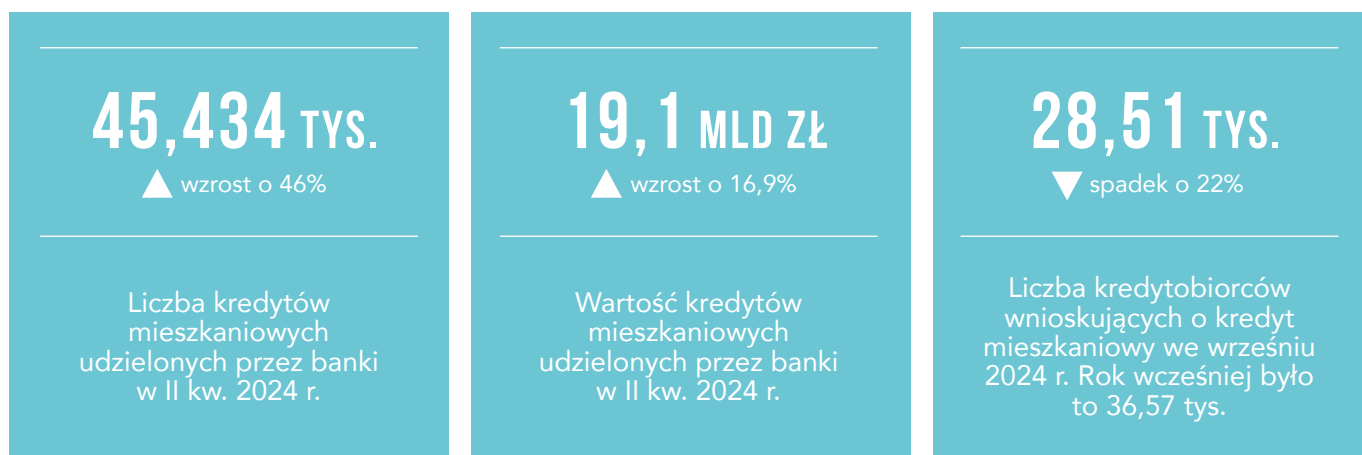 45,434 TYS.
▲ wzrost o 46%
Liczba kredytów
mieszkaniowych
udzielonych przez banki
w II kw. 2024 r.
19,1 MLD ZŁ
▲ wzrost o 16,9%
Wartość kredytów
mieszkaniowych
udzielonych przez banki
w II kw. 2024 r.
28,51 TYS.
▼ spadek o 22%
Liczba kredytobiorców
wnioskujących o kredyt
mieszkaniowy we wrześniu
2024 r. Rok wcześniej było
to 36,57 tys.